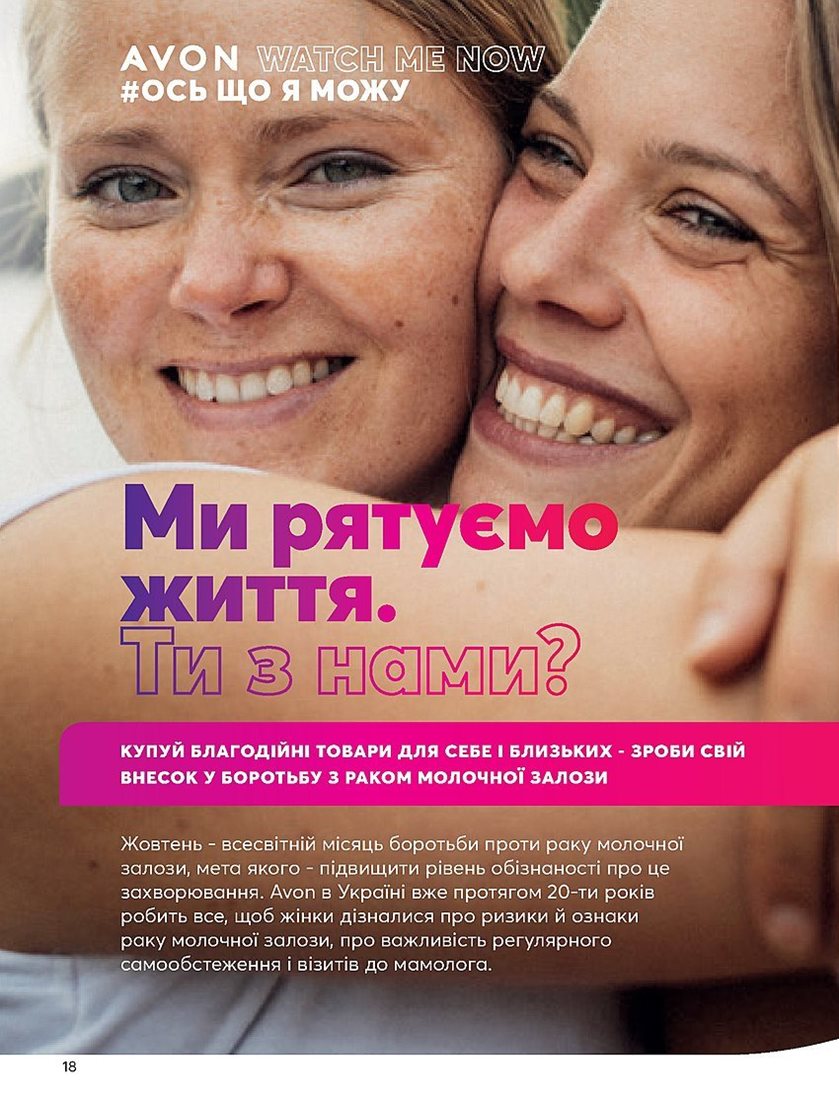 AVON WATCH ME NOW
#ОСЬ ЩО Я МОЖУ
Ми рятуємо
життя.
Ти з нами?
КУПУЙ БЛАГОДІЙНІ ТОВАРИ ДЛЯ СЕБЕ І БЛИЗЬКИХ - ЗРОБИ СВІЙ
ВНЕСОК У БОРОТЬБУ З РАКОМ МОЛОЧНОЇ ЗАЛОЗИ
Жовтень - всесвітній місяць боротьби проти раку молочної
залози, мета якого - підвищити рівень обізнаності про це
захворювання. Avon в Україні вже протягом 20-ти років
робить все, щоб жінки дізналися про ризики й ознаки
раку молочної залози, про важливість регулярного
самообстеження і візитів до мамолога.
18